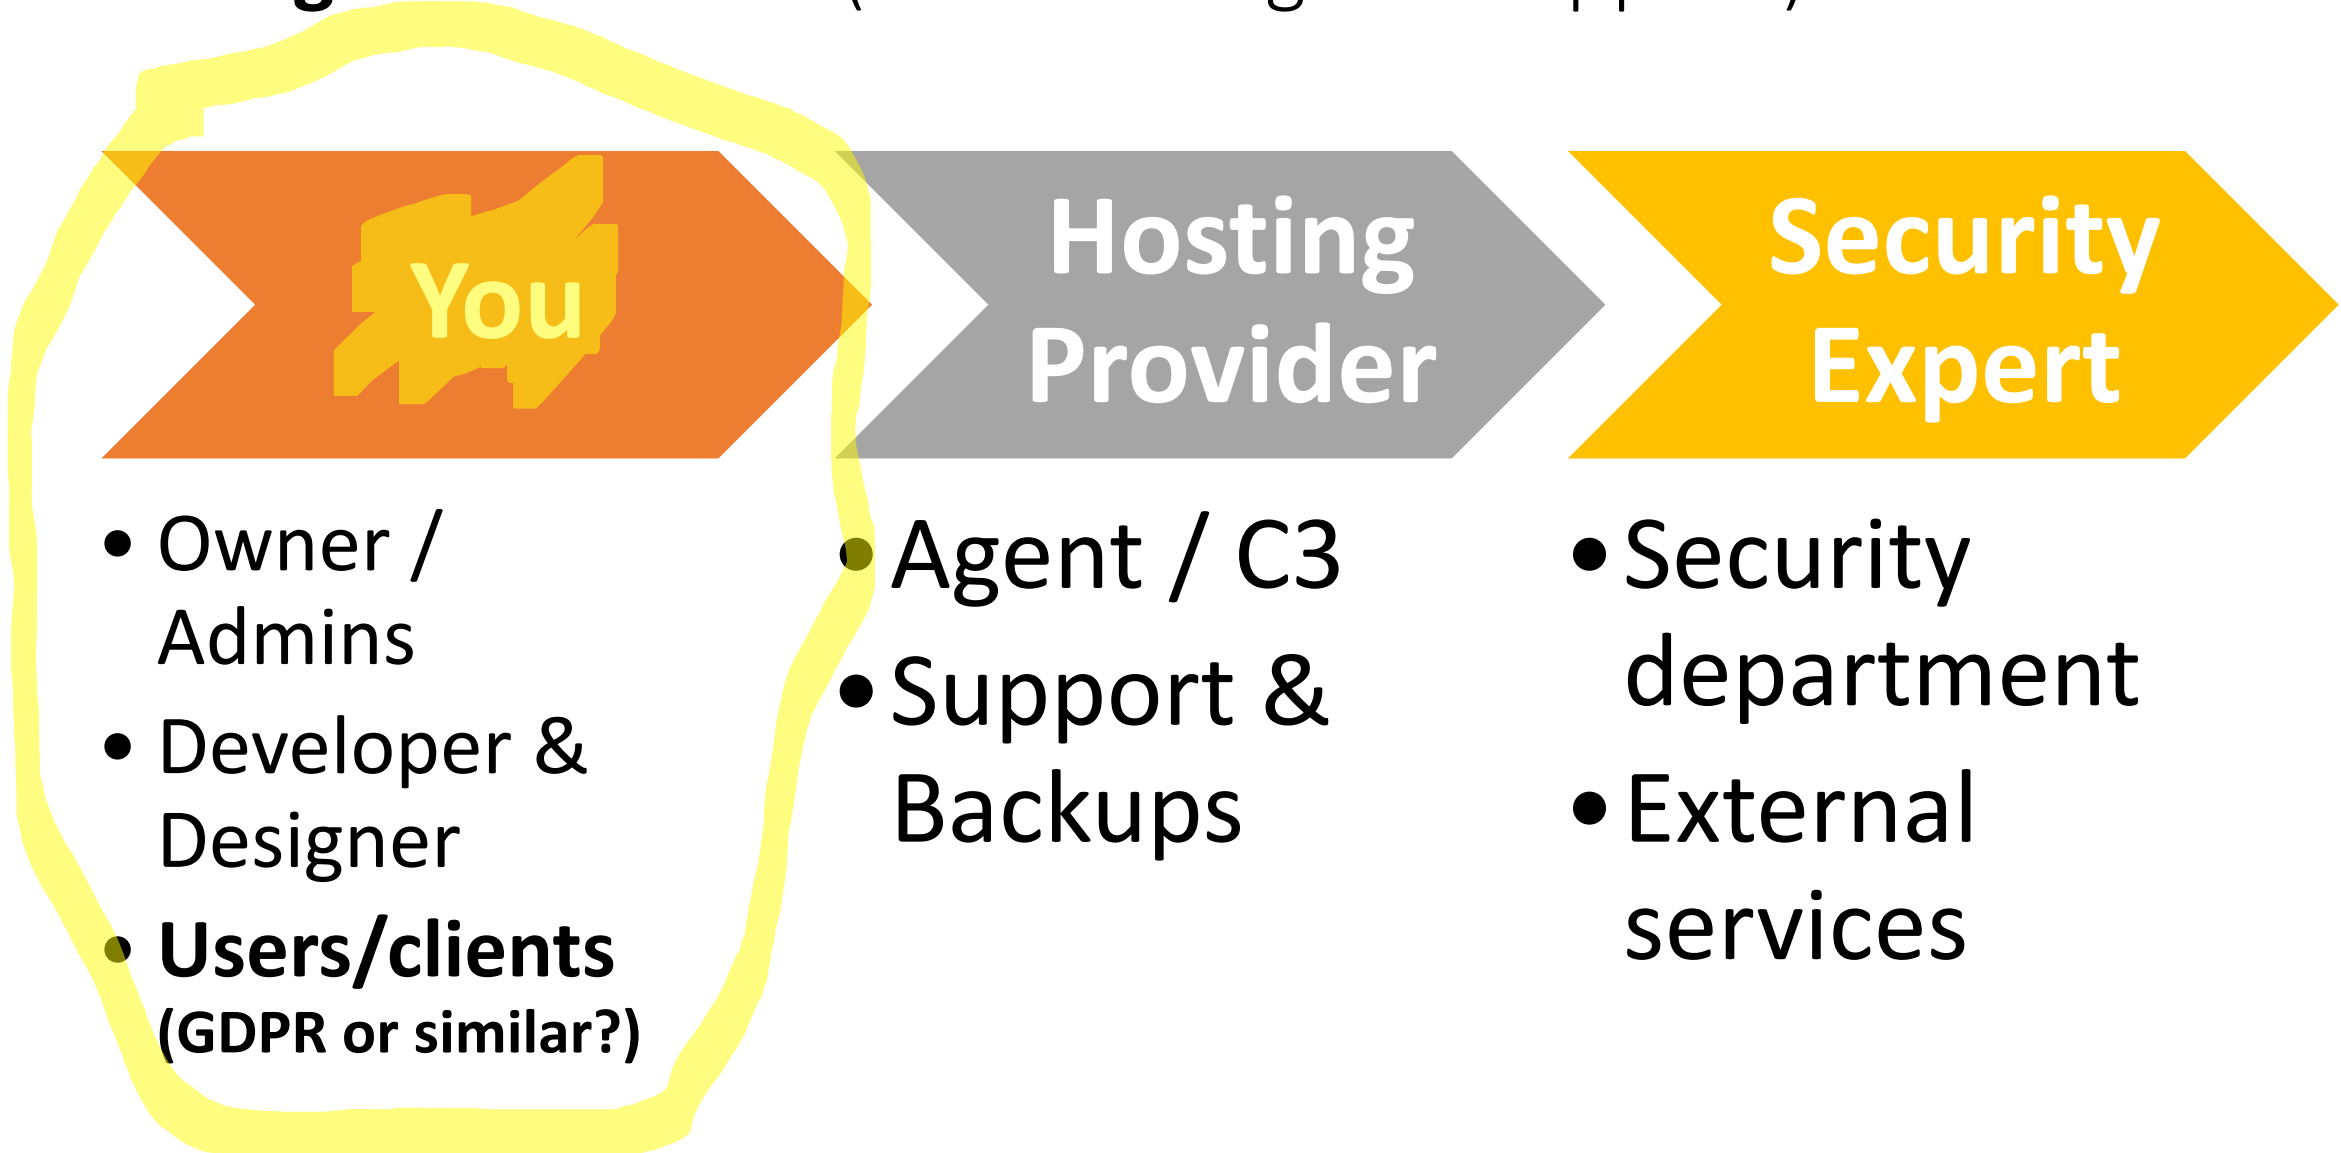 You
Hosting
Provider
Security
Expert
• Owner /
Admins
• Developer &
Designer
• Users/clients
(GDPR or similar?)
• Agent / C3
• Support &
Backups
• Security
department
• External
services